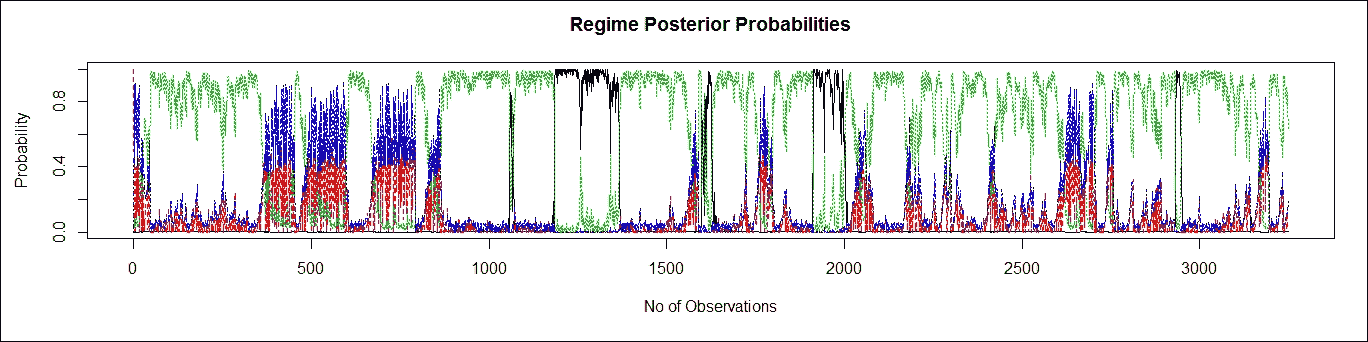 Regime Posterior Probabilities
Probability
0.8
0.4
0.0
0 500 1000 1500 2000 2500 3000
No of Observations